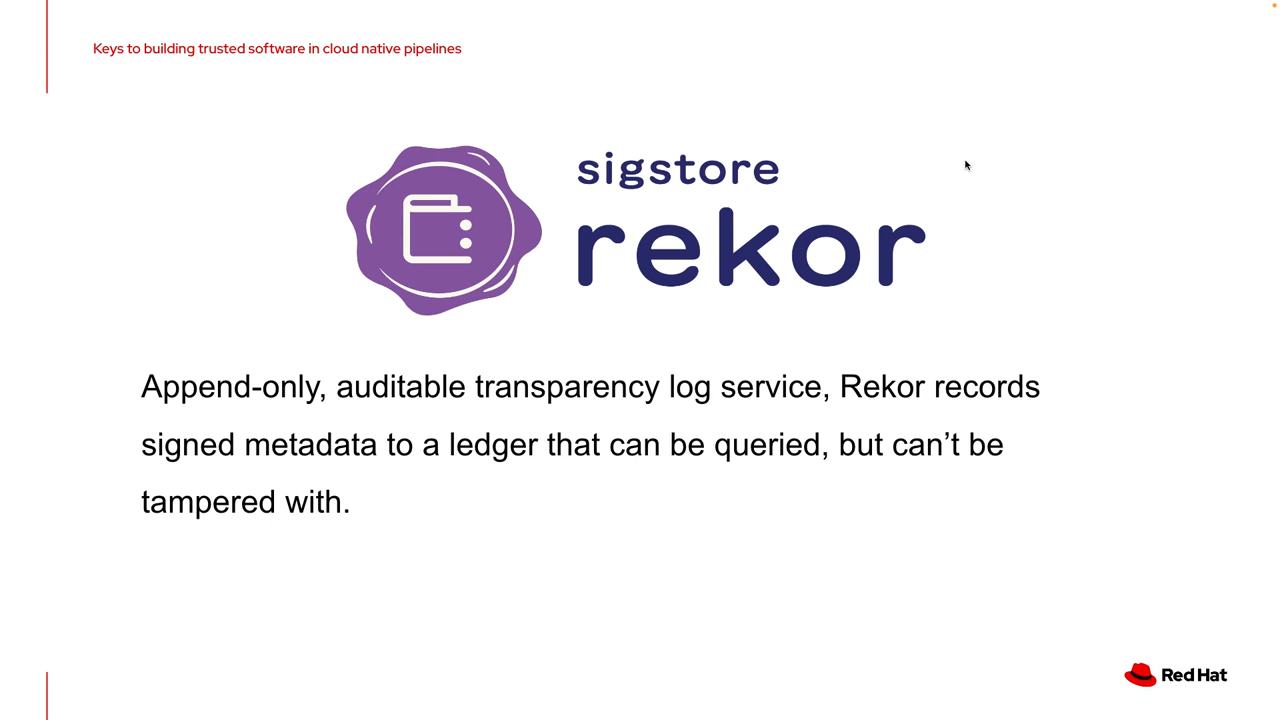 Keys to building trusted software in cloud native pipelines
sigstore
rekor
Append-only, auditable transparency log service, Rekor records
signed metadata to a ledger that can be queried, but can’t be
tampered with.
Red Hat